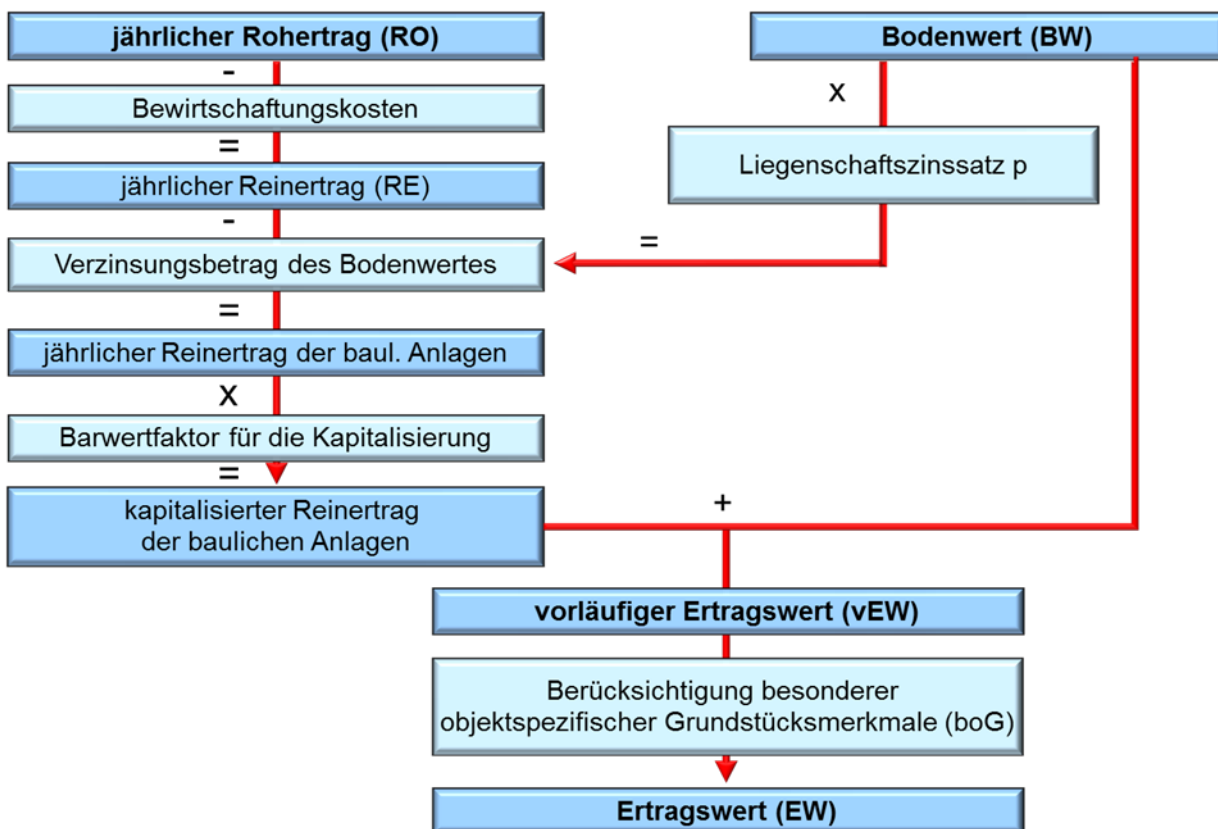 jährlicher Rohertrag (RO)
-
Bewirtschaftungskosten
=
jährlicher Reinertrag (RE)
-
Verzinsungsbetrag des Bodenwertes
=
jährlicher Reinertrag der baul. Anlagen
x
Barwertfaktor für die Kapitalisierung
=
kapitalisierter Reinertrag
der baulichen Anlagen
Bodenwert (BW)
x
Liegenschaftszinssatz p
=
+
vorläufiger Ertragswert (vEW)
Berücksichtigung besonderer
objektspezifischer Grundstücksmerkmale (boG)
Ertragswert (EW)